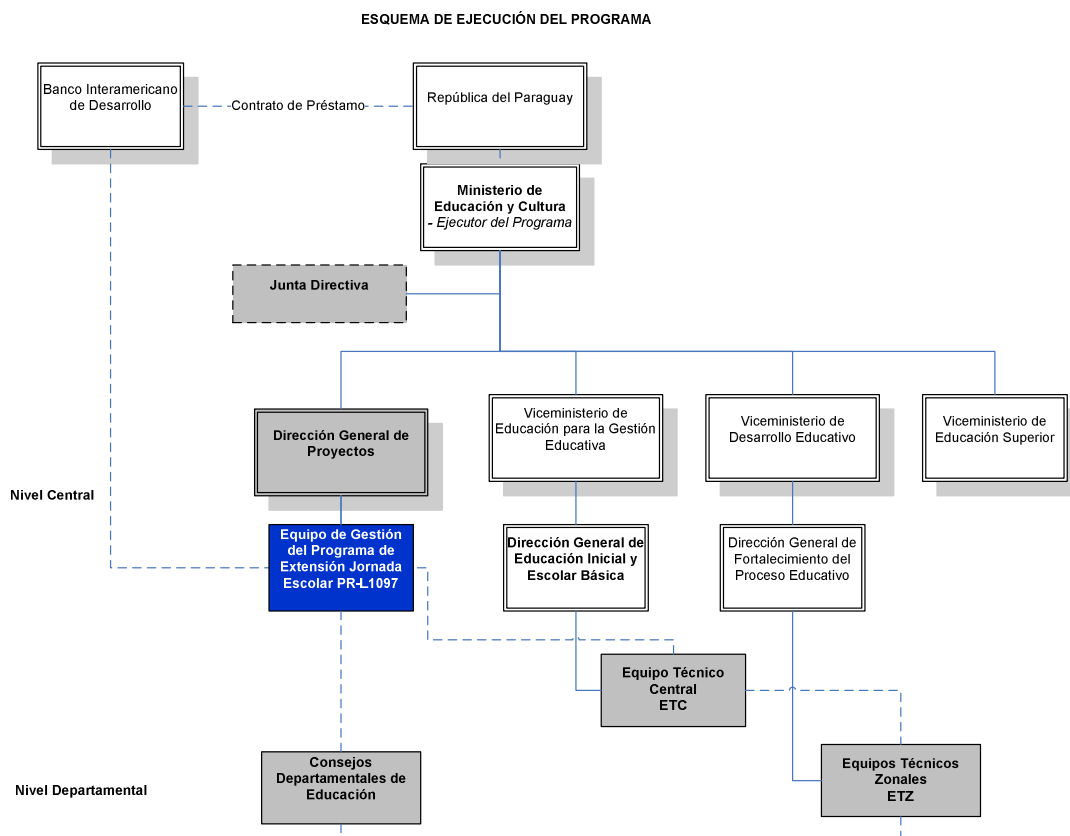 ESQUEMA DE EJECUCIÓN DEL PROGRAMA
Banco Interamericano
de Desarrollo
Contrato de Préstamo
República del Paraguay
Ministerio de
Educación y Cultura
- Ejecutor del Programa
Junta Directiva
Dirección General de
Proyectos
Viceministerio de
Educación para la Gestión
Educativa
Viceministerio de
Desarrollo Educativo
Viceministerio de
Educación Superior
Nivel Central
Equipo de Gestión
del Programa de
Extensión Jornada
Escolar PR-L1097
Dirección General de
Educación Inicial y
Escolar Básica
Dirección General de
Fortalecimiento del
Proceso Educativo
Equipo Técnico
Central
ETC
Nivel Departamental
Consejos
Departamentales de
Educación
Equipos Técnicos
Zonales
ETZ